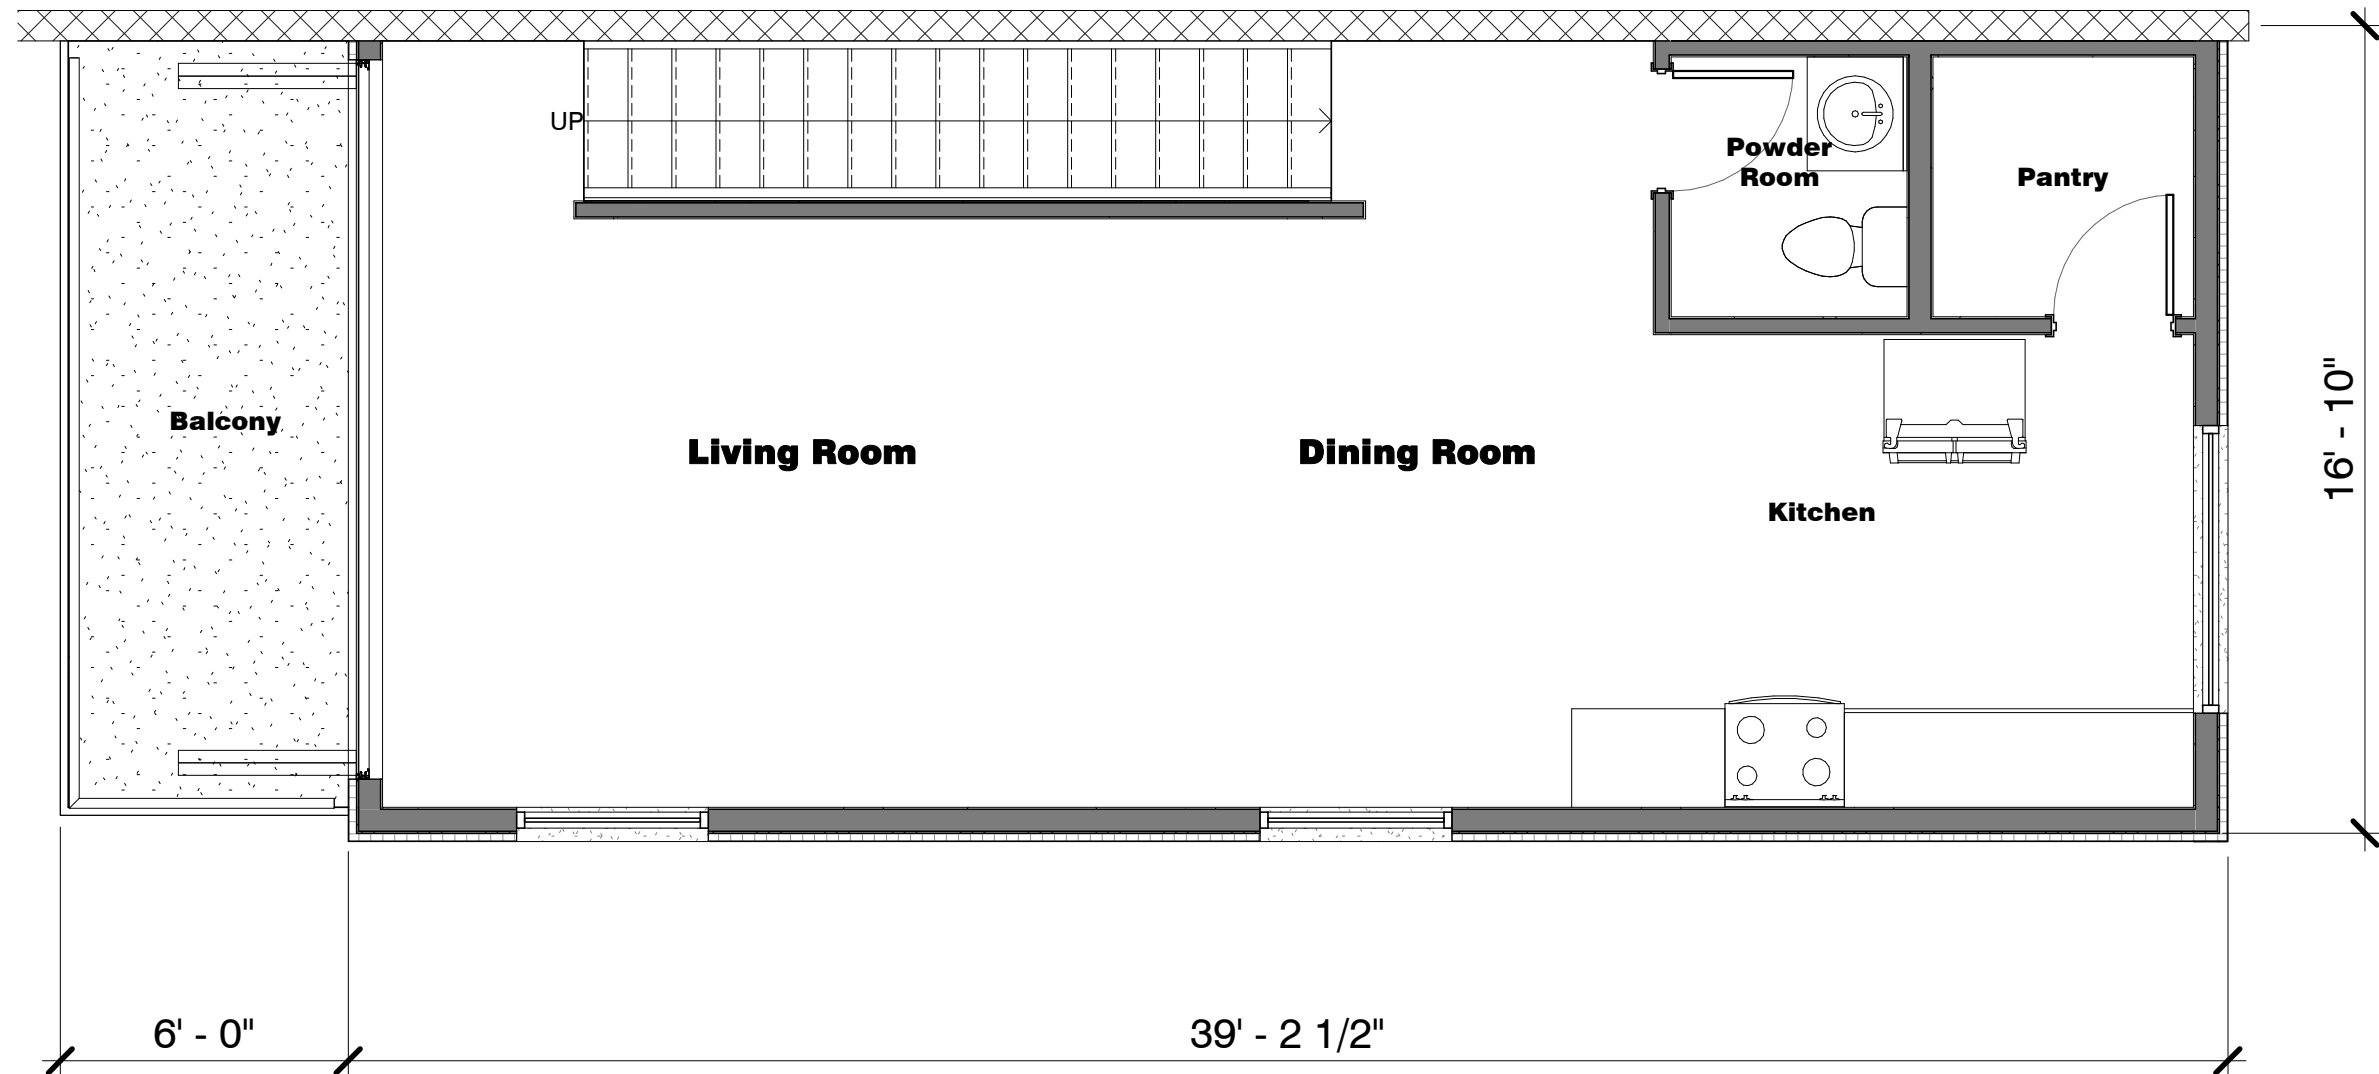 UP
Powder
Room
Pantry
Balcony
Living Room
Dining Room
Kitchen
16' - 10"
6' - 0"
39' - 2 1/2"